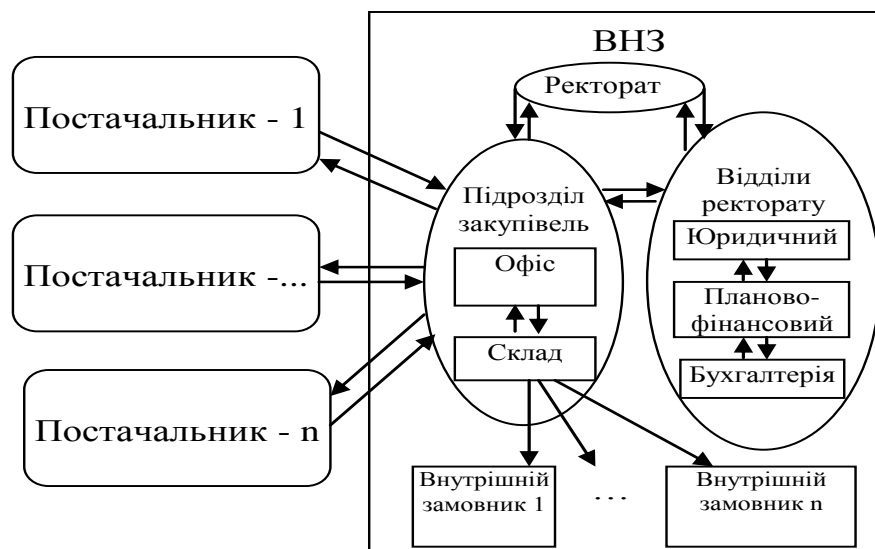 ВНЗ
Ректорат
Постачальник - 1
Постачальник -...
Постачальник - n
Підрозділ
закупівель
Офіс
Склад
Відділи
ректорату
Юридичний
Планово-
фінансовий
Бухгалтерія
Внутрішній
замовник 1
...
Внутрішній
замовник n